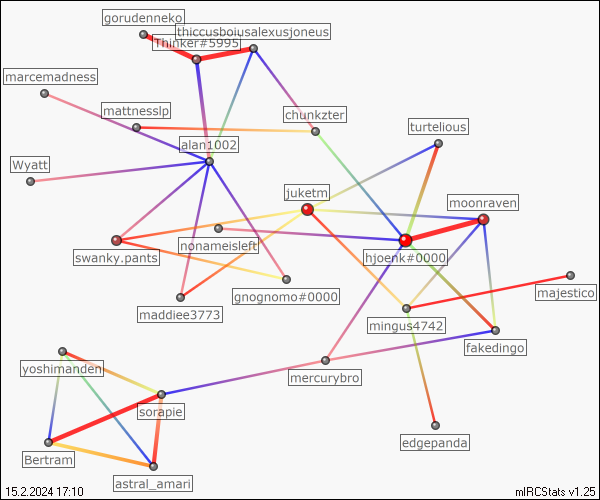 gorudenneko
thiccusboiusalexusjoneus
Thinker#5995
marcemadness
mattnesslp
chunkzter
turtelious
alan1002
Wyatt
juketm
moonraven
nonameisleft
swanky.pants
hjoenk#0000
gnognomo#0000
majestico
maddiee3773
mingus4742
fakedingo
yoshimanden
mercurybro
sorapie
edgepanda
Bertram
astral_amari
15.2.2024 17:10
mIRCStats v1.25